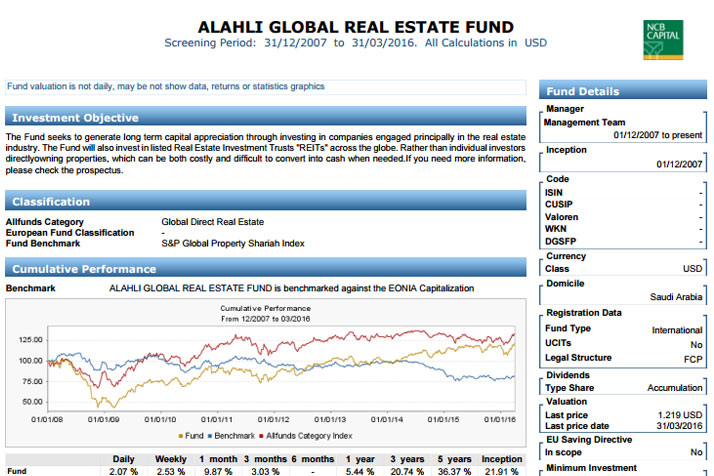 ALAHLI GLOBAL REAL ESTATE FUND
Screening Period: 31/12/2007 to 31/03/2016. All Calculations in USD
NCB
CAPITAL
Fund valuation is not daily, may be not show data, returns or statistics graphics
Investment Objective
The Fund seeks to generate long term capital appreciation through investing in companies engaged principally in the real estate
industry. The Fund will also invest in listed Real Estate Investment Trusts "REITs" across the globe. Rather than individual investors
directlyowning properties, which can be both costly and difficult to convert into cash when needed.If you need more information,
please check the prospectus.
Classification
Allfunds Category Global Direct Real Estate
European Fund Classification -
Fund Benchmark S&P Global Property Shariah Index
Cumulative Performance
Benchmark ALAHLI GLOBAL REAL ESTATE FUND is benchmarked against the EONIA Capitalization
Cumulative Performance
From 12/2007 to 03/2016
125.00
100.00
75.00
50.00
01/01/08 01/01/09 01/01/10 01/01/11 01/01/12 01/01/13 01/01/14 01/01/15 01/01/16
Fund Benchmark Allfunds Category Index
Daily Weekly 1 month 3 months 6 months 1 year 3 years 5 years Inception
Fund 2.07 % 2.53 % 9.87 % 3.03 % - 5.44 % 20.74 % 36.37 % 21.91 %
Fund Details
Manager
Management Team
01/12/2007 to present
Inception
01/12/2007
Code
ISIN -
CUSIP -
Valoren -
WKN -
DGSFP -
Currency
Class USD
Domicile
Saudi Arabia
Registration Data
Fund Type International
UCITs No
Legal Structure FCP
Dividends
Type Share Accumulation
Valuation
Last price 1.219 USD
Last price date 31/03/2016
EU Saving Directive
In scope No
Minimum Investment